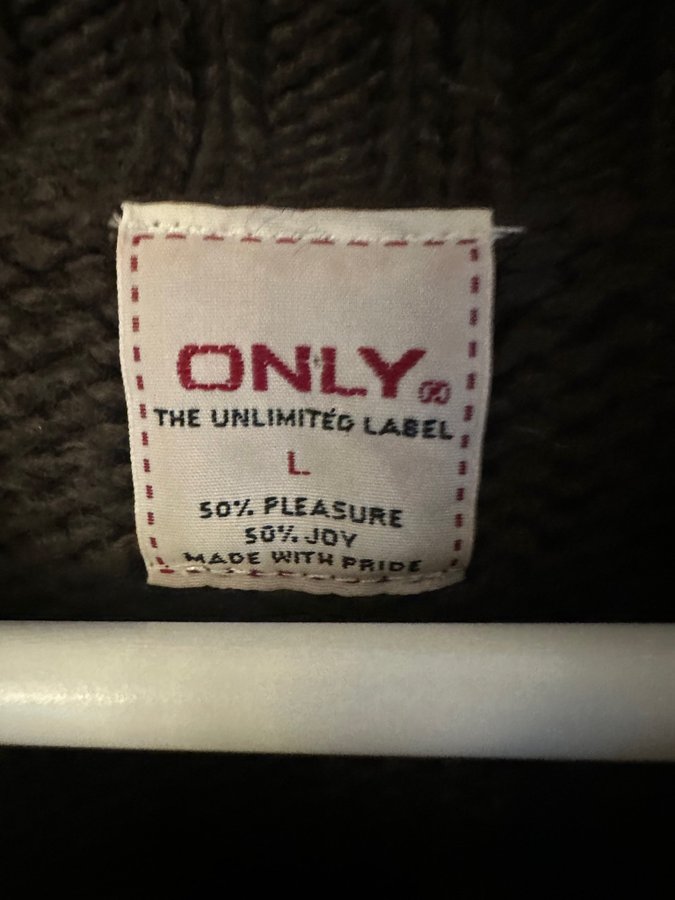 ONLY
THE UNLIMITED LABEL
L
50% PLEASURE
50% JOY
MADE WITH PRIDE